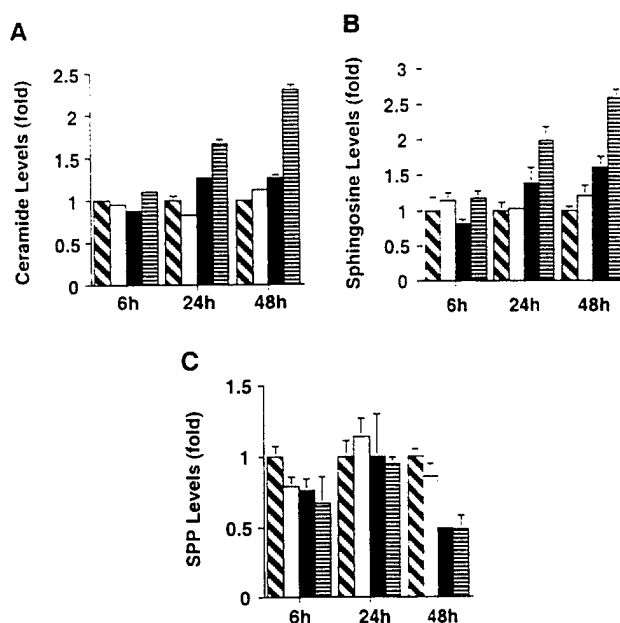 A
Ceramide Levels (fold)
2.5
2
1.5
1
0.5
0
6h
24h
48h
B
Sphingosine Levels (fold)
3
2.5
2
1.5
1
0.5
0
6h
24h
48h
C
SPP Levels (fold)
1.5
1
0.5
0
6h
24h
48h